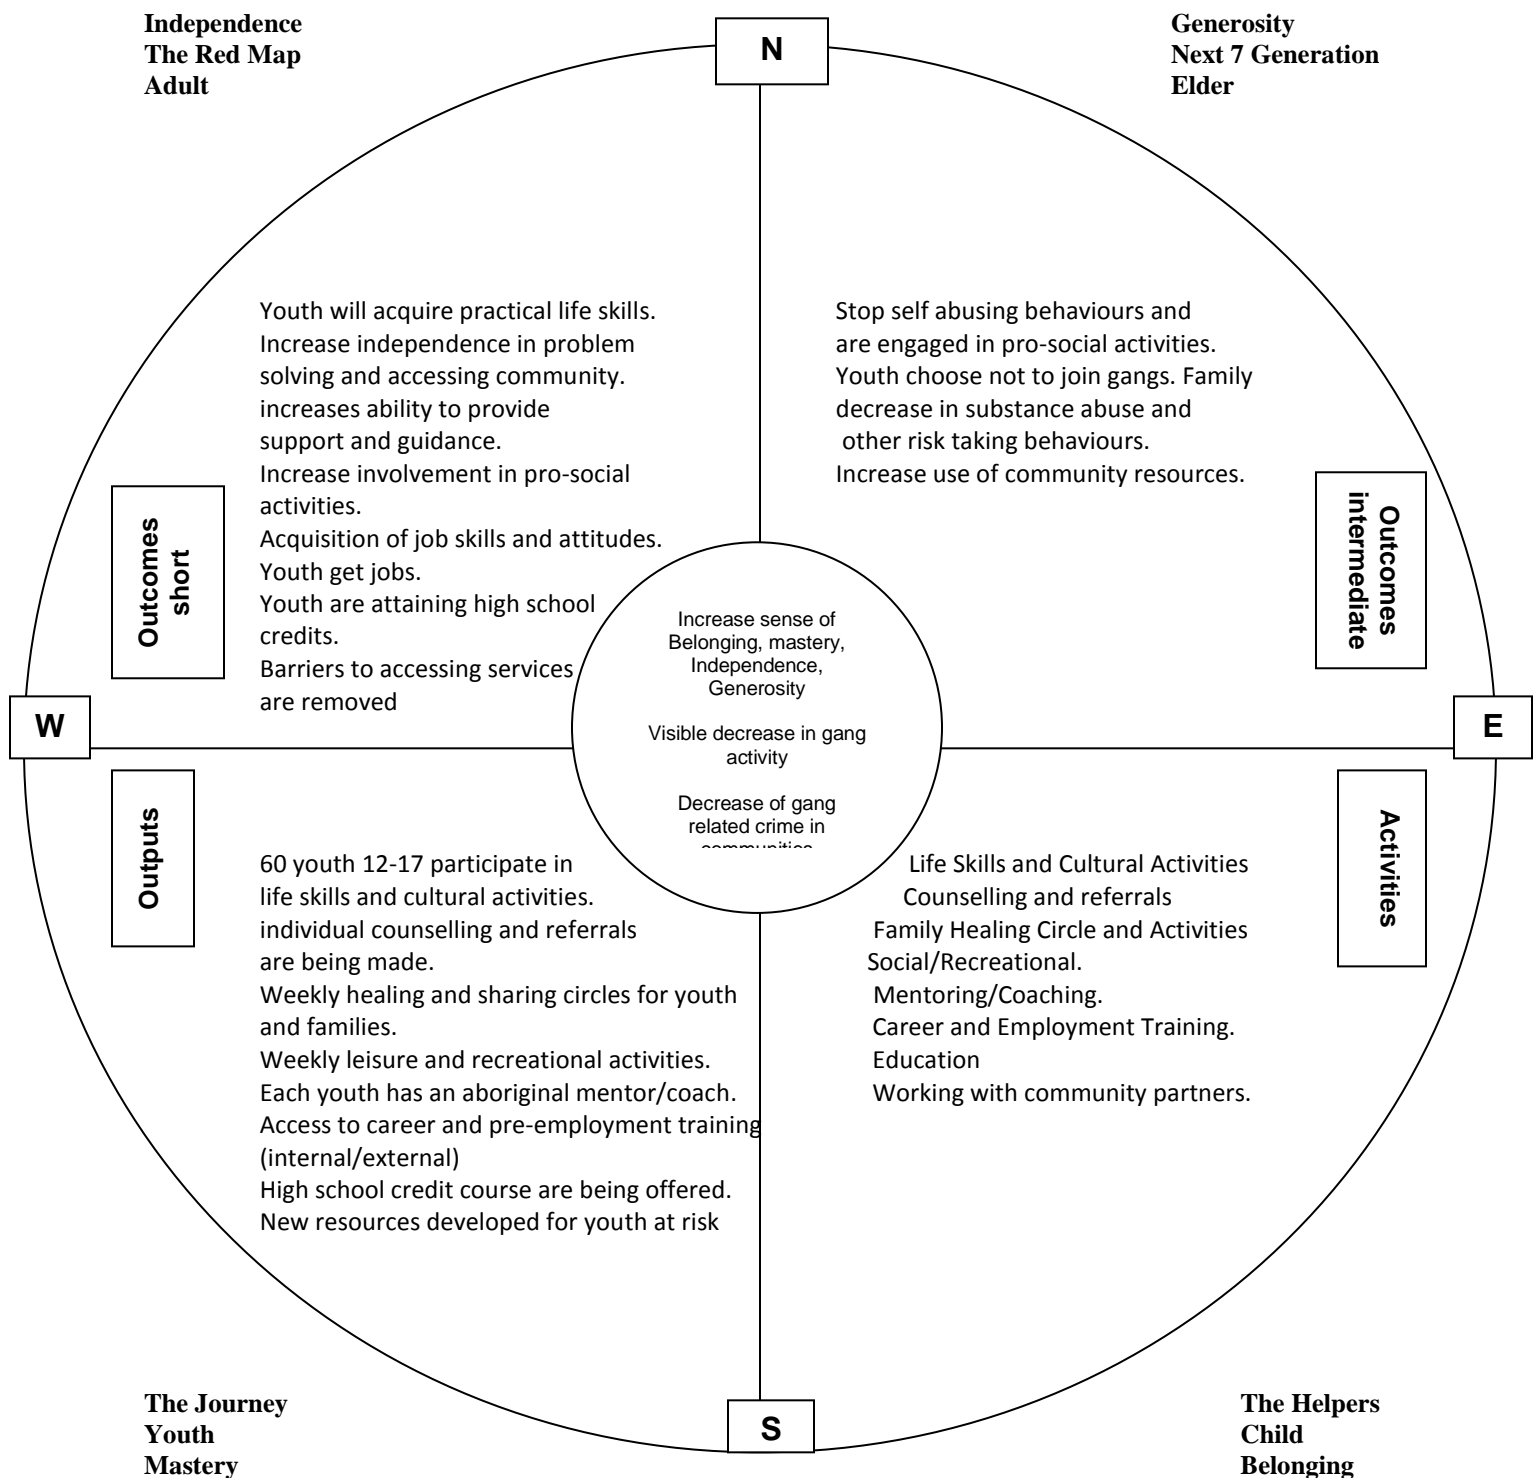 Independence
The Red Map
Adult
Generosity
Next 7 Generation
Elder
N
Youth will acquire practical life skills.
Increase independence in problem
solving and accessing community.
increases ability to provide
support and guidance.
Increase involvement in pro-social
activities.
Acquisition of job skills and attitudes.
Youth get jobs.
Youth are attaining high school
credits.
Barriers to accessing services
are removed
Stop self abusing behaviours and
are engaged in pro-social activities.
Youth choose not to join gangs. Family
decrease in substance abuse and
other risk taking behaviours.
Increase use of community resources.
Outcomes
short
Outcomes
intermediate
Increase sense of
Belonging, mastery,
Independence,
Generosity
Visible decrease in gang
activity
Decrease of gang
related crime in
communities
W
E
Outputs
Activities
60 youth 12-17 participate in
life skills and cultural activities.
individual counselling and referrals
are being made.
Weekly healing and sharing circles for youth
and families.
Weekly leisure and recreational activities.
Each youth has an aboriginal mentor/coach.
Access to career and pre-employment training
(internal/external)
High school credit course are being offered.
New resources developed for youth at risk
Life Skills and Cultural Activities
Counselling and referrals
Family Healing Circle and Activities
Social/Recreational.
Mentoring/Coaching.
Career and Employment Training.
Education
Working with community partners.
S
The Journey
Youth
Mastery
The Helpers
Child
Belonging